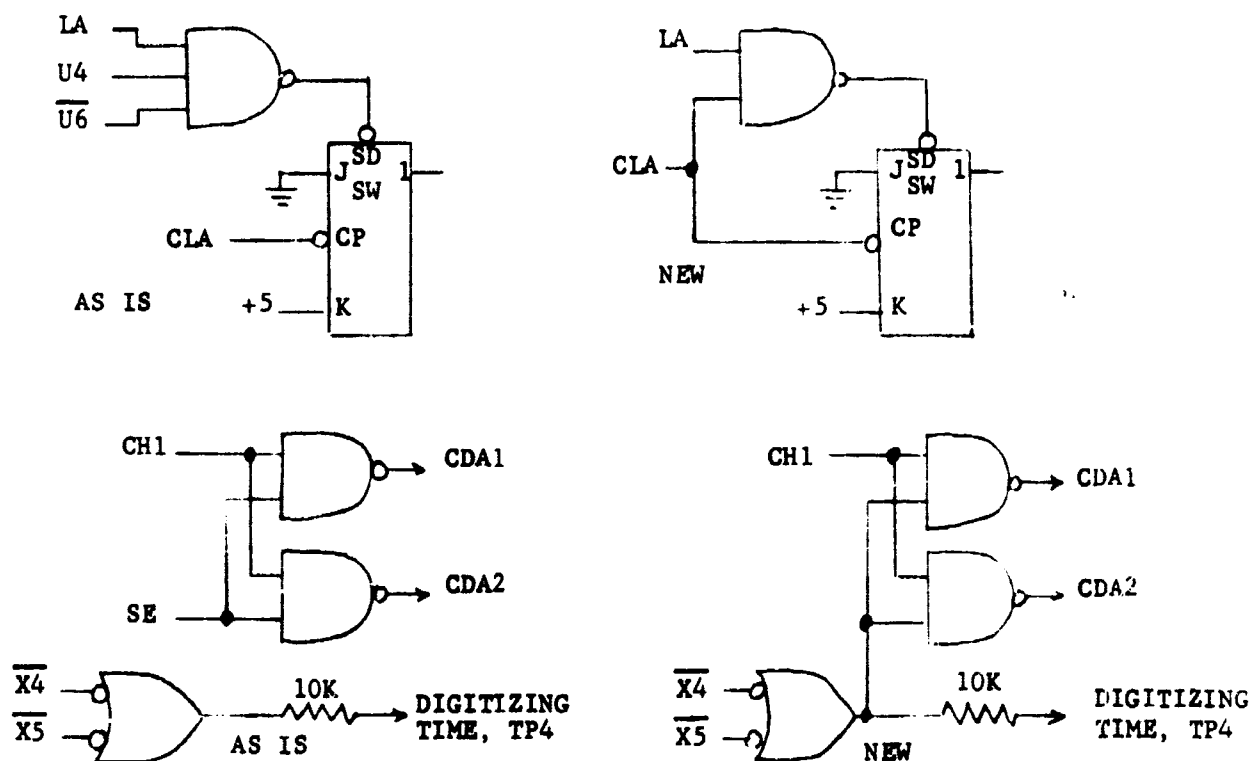 LA
U4
U6
SD
J 1
SW
CLA
CP
AS IS
+5
K
LA
CLA
SD
J 1
SW
CP
NEW
+5
K
CH1
CDA1
CDA2
SE
X4
X5
10K
DIGITIZING
TIME, TP4
AS IS
CH1
CDA1
CDA2
X4
X5
10K
DIGITIZING
TIME, TP4
NEW